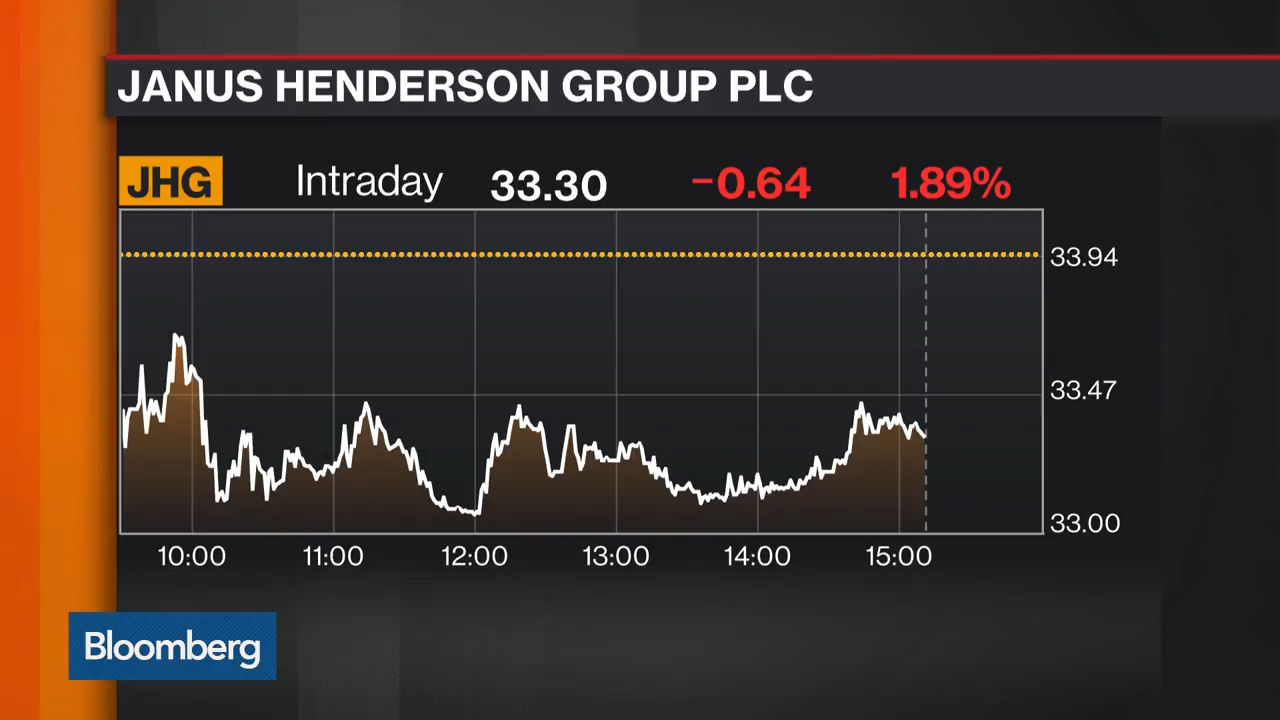 JANUS HENDERSON GROUP PLC
JHG Intraday 33.30 -0.64 1.89%
33.94
33.47
33.00
10:00 11:00 12:00 13:00 14:00 15:00
Bloomberg